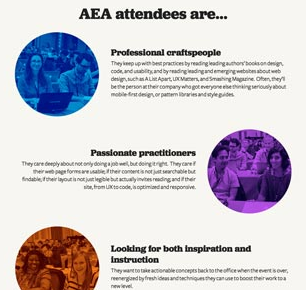 AEA attendees are...
Professional craftspeople
They keep up with best practices by reading leading authors' books on design,
code, and usability, and by reading leading and emerging websites about web
design, such as A List Apart, UX Matters, and Smashing Magazine. Often, they'll
be the person at their company who got everyone else thinking seriously about
mobile-first design, or pattern libraries and style guides.
Passionate practitioners
They care deeply about not only doing a job well, but doing it right. They care if
their web page forms are usable; if their content is not just searchable but
findable; if their layout is not just legible but actually invites reading; and if their
site, from UX to code, is optimized and responsive.
Looking for both inspiration and
instruction
They want to take actionable concepts back to the office when the event is over,
reenergized by fresh ideas and techniques they can use to boost their work to a
new level.